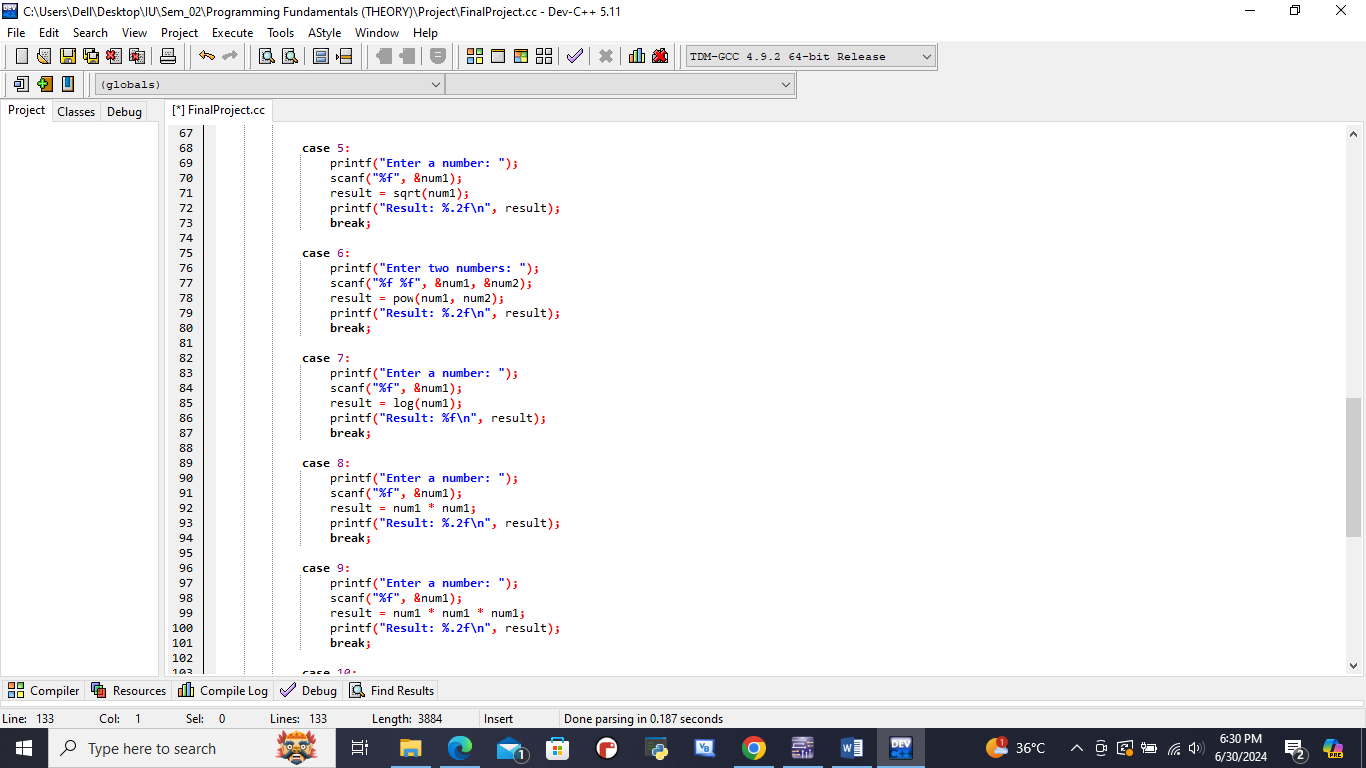 C:\Users\Dell\Desktop\IU\Sem_02\Programming Fundamentals (THEORY)\Project\FinalProject.cc - Dev-C++ 5.11
File Edit Search View Project Execute Tools AStyle Window Help
TDM-GCC 4.9.2 64-bit Release
(globals)
Project Classes Debug [*] FinalProject.cc
67
68 case 5:
69 printf("Enter a number: ");
70 scanf("%f", &num1);
71 result = sqrt(num1);
72 printf("Result: %.2f\n", result);
73 break;
74
75 case 6:
76 printf("Enter two numbers: ");
77 scanf("%f %f", &num1, &num2);
78 result = pow(num1, num2);
79 printf("Result: %.2f\n", result);
80 break;
81
82 case 7:
83 printf("Enter a number: ");
84 scanf("%f", &num1);
85 result = log(num1);
86 printf("Result: %f\n", result);
87 break;
88
89 case 8:
90 printf("Enter a number: ");
91 scanf("%f", &num1);
92 result = num1 * num1;
93 printf("Result: %.2f\n", result);
94 break;
95
96 case 9:
97 printf("Enter a number: ");
98 scanf("%f", &num1);
99 result = num1 * num1 * num1;
100 printf("Result: %.2f\n", result);
101 break;
102
103 case 10:
Compiler Resources Compile Log Debug Find Results
Line: 133 Col: 1 Sel: 0 Lines: 133 Length: 3884 Insert Done parsing in 0.187 seconds
Type here to search 36°C 6:30 PM
6/30/2024